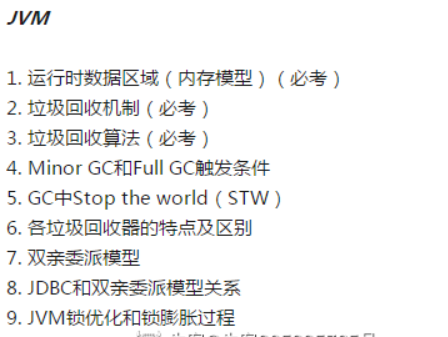 JVM
1. 运行时数据区域（内存模型）（必考）
2. 垃圾回收机制（必考）
3. 垃圾回收算法（必考）
4. Minor GC和Full GC触发条件
5. GC中Stop the world（STW）
6. 各垃圾回收器的特点及区别
7. 双亲委派模型
8. JDBC和双亲委派模型关系
9. JVM锁优化和锁膨胀过程